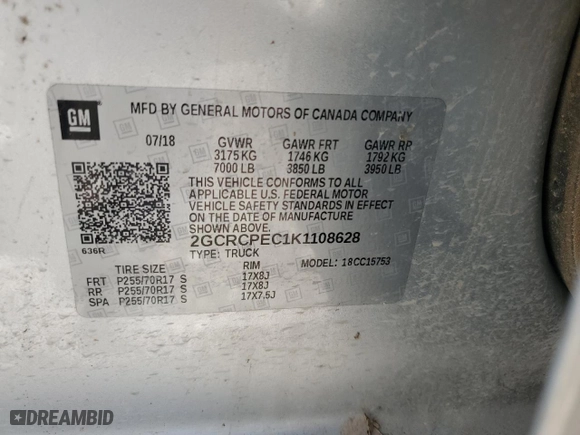 GM
MFD BY GENERAL MOTORS OF CANADA COMPANY
07/18 GVWR GAWR FRT GAWR RR
3175 KG 1746 KG 1792 KG
7000 LB 3850 LB 3950 LB
THIS VEHICLE CONFORMS TO ALL
APPLICABLE U.S. FEDERAL MOTOR
VEHICLE SAFETY STANDARDS IN EFFECT
ON THE DATE OF MANUFACTURE
SHOWN ABOVE.
2GCRCPEC1K1108628
636R TYPE: TRUCK MODEL: 18CC15753
TIRE SIZE RIM
FRT P255/70R17 S 17X8J
RR P255/70R17 S 17X8J
SPA P255/70R17 S 17X7.5J
DREAMBID